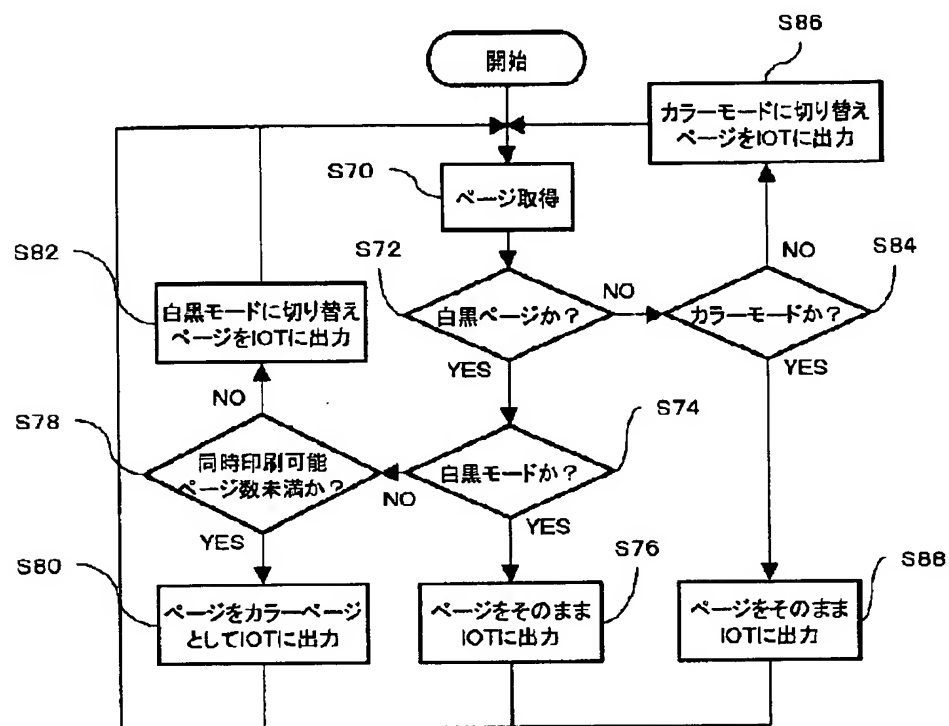 開始
S86
カラーモードに切り替え
ページをIOTに出力
S70
ページ取得
S82
白黒モードに切り替え
ページをIOTに出力
S72
白黒ページか?
NO
NO
S84
カラーモードか?
YES
YES
NO
S78
同時印刷可能
ページ数未満か?
NO
S74
白黒モードか?
YES
YES
S80
ページをカラーページ
としてIOTに出力
S76
ページをそのまま
IOTに出力
S88
ページをそのまま
IOTに出力